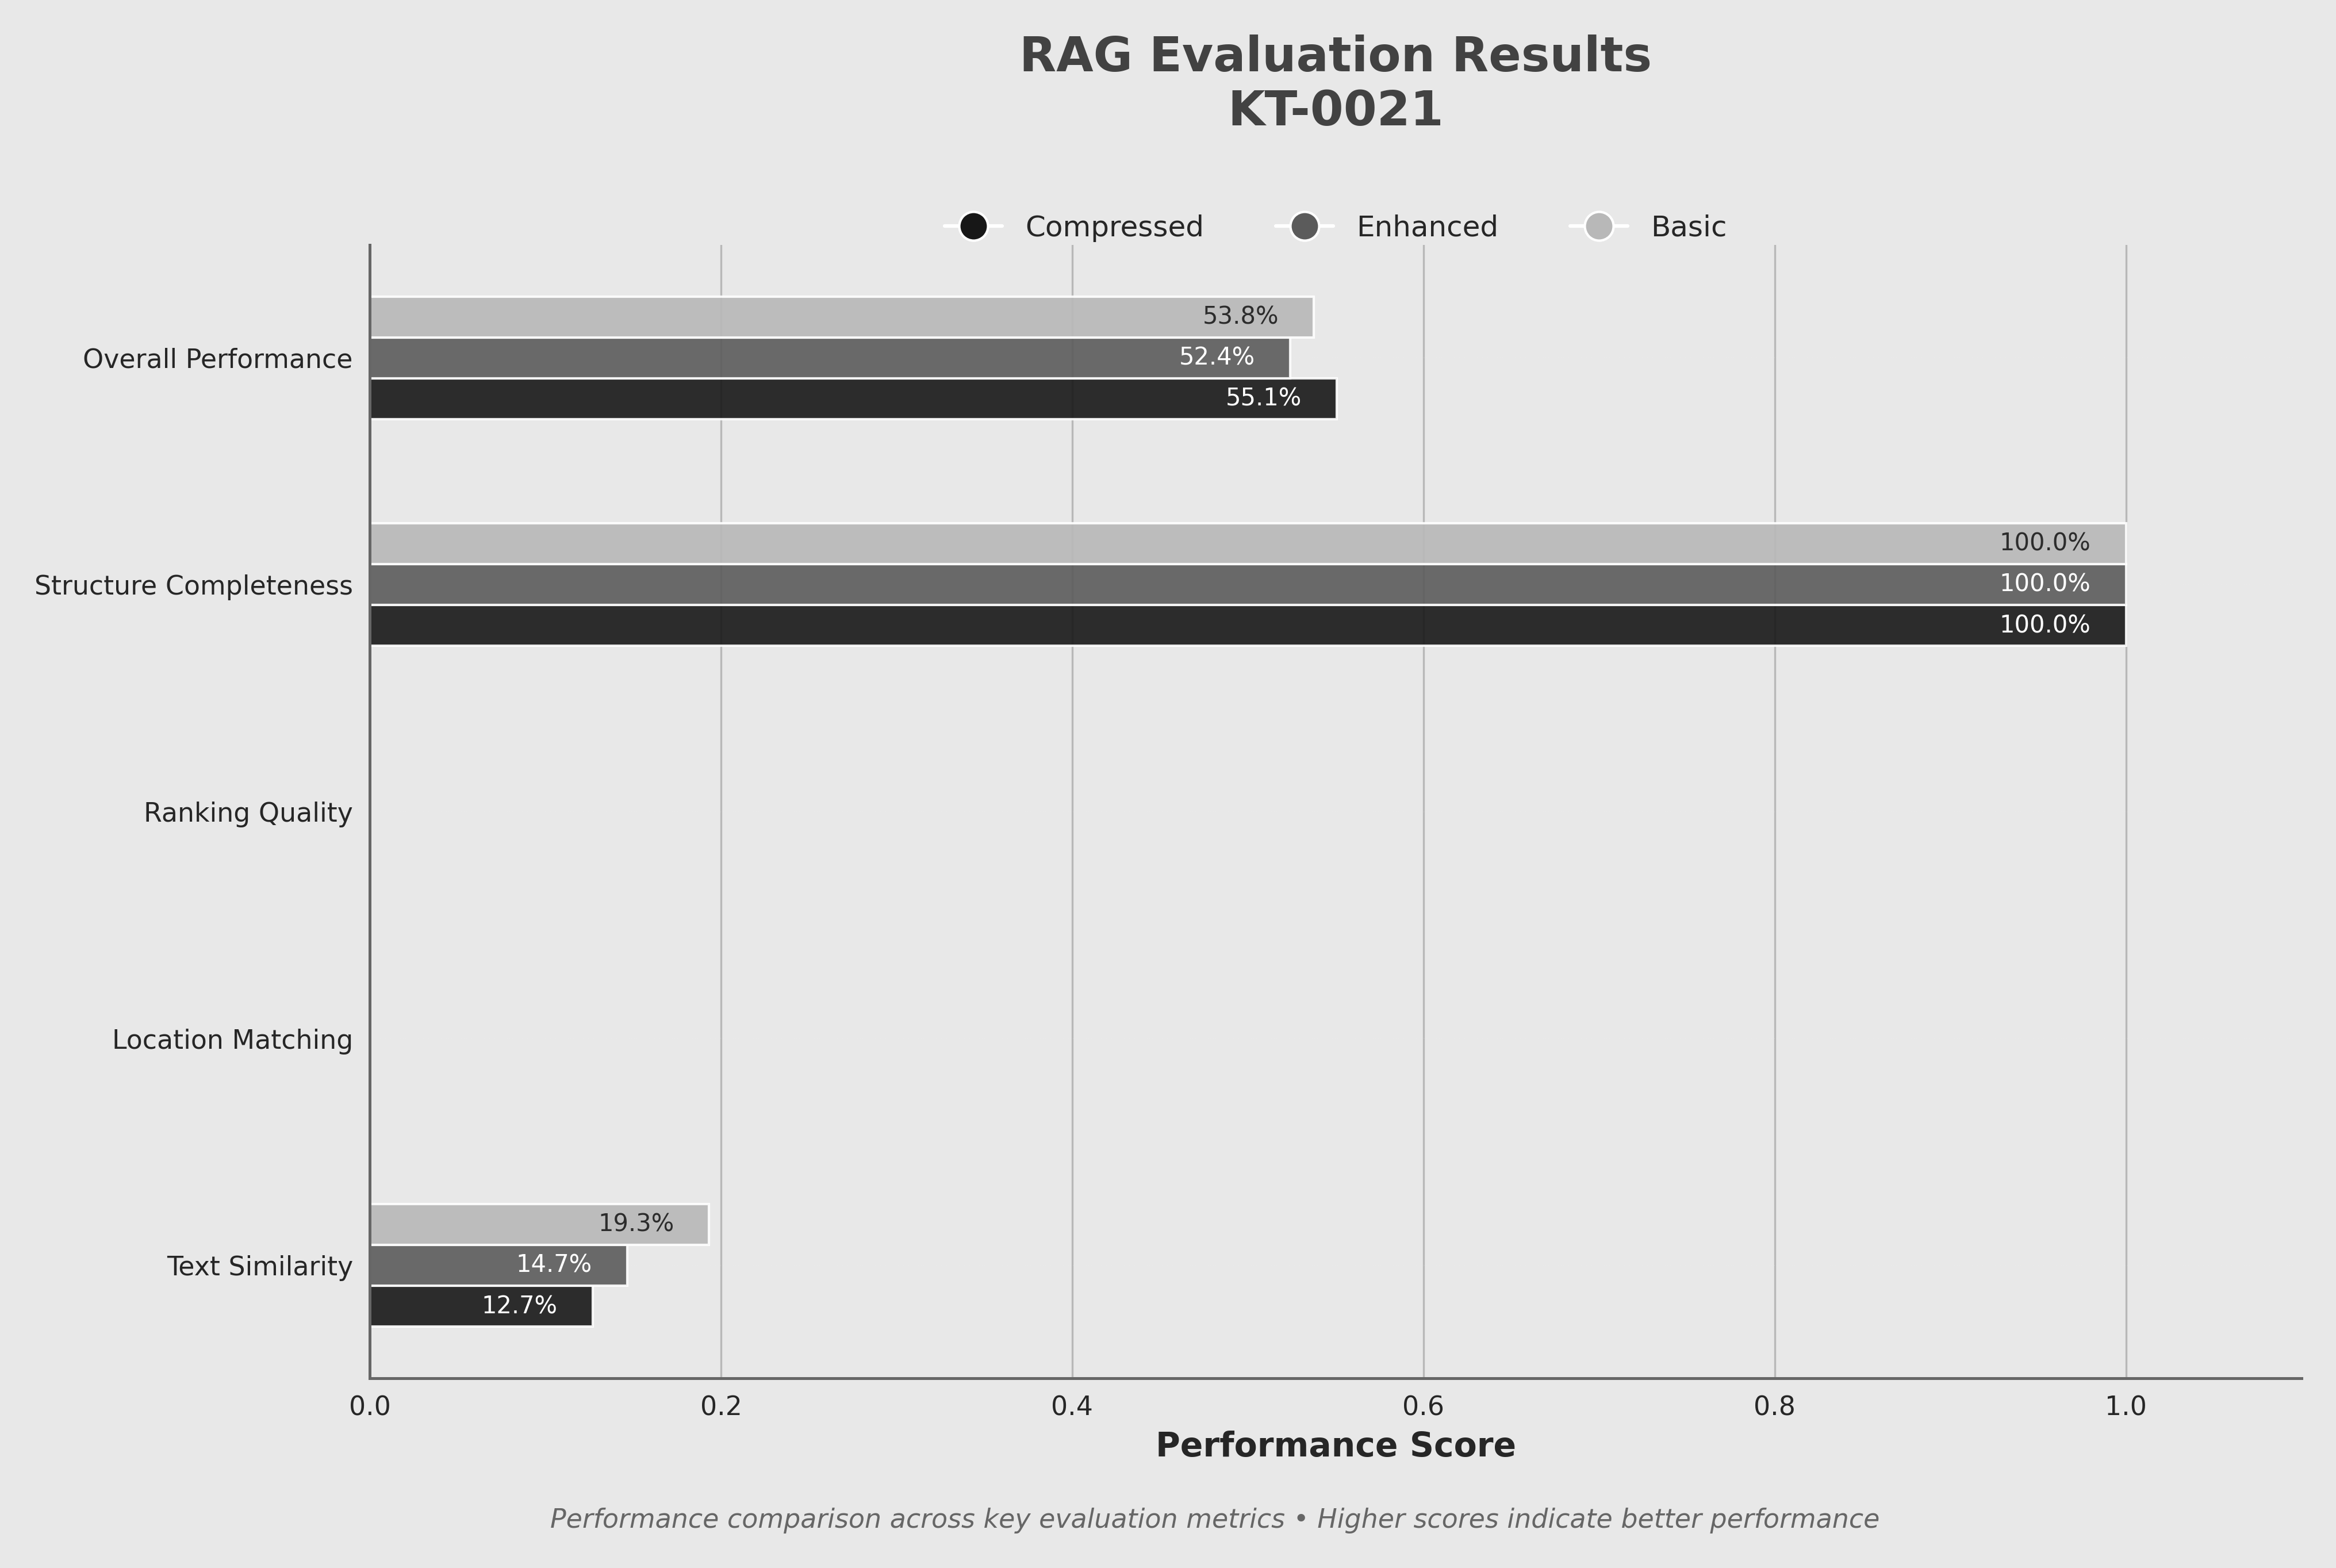 RAG Evaluation Results
KT-0021
Compressed
Enhanced
Basic
Overall Performance
53.8%
52.4%
55.1%
Structure Completeness
100.0%
100.0%
100.0%
Ranking Quality
Location Matching
Text Similarity
19.3%
14.7%
12.7%
0.0 0.2 0.4 0.6 0.8 1.0
Performance Score
Performance comparison across key evaluation metrics • Higher scores indicate better performance